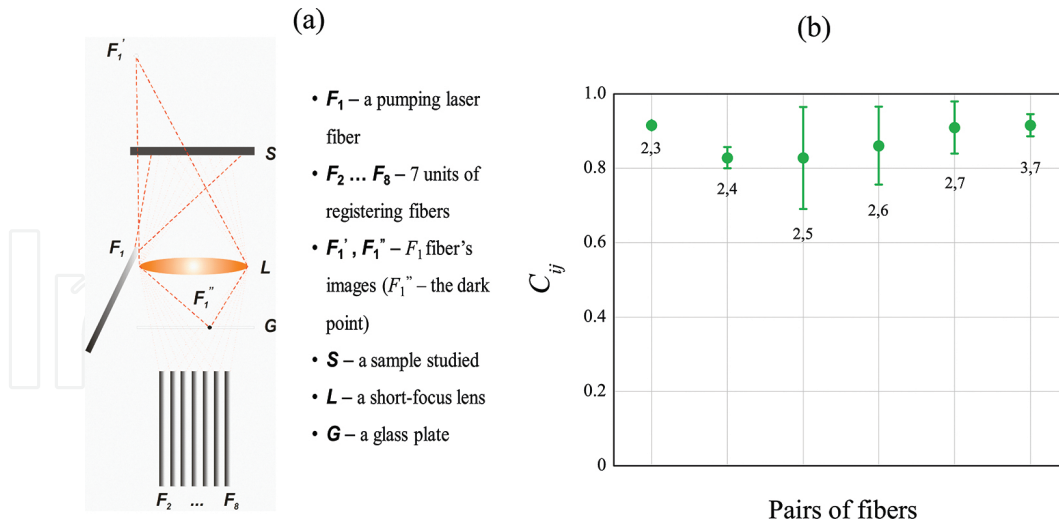 (a)
F₁'
S
F₁
L
F₁''
G
F₂ ... F₈
• F₁ – a pumping laser
fiber
• F₂ ... F₈ – 7 units of
registering fibers
• F₁' , F₁'' – F₁ fiber's
images (F₁'' – the dark
point)
• S – a sample studied
• L – a short-focus lens
• G – a glass plate
(b)
1.0
0.8
0.6
0.4
0.2
0
C_ij
2,3
2,4
2,5
2,6
2,7
3,7
Pairs of fibers